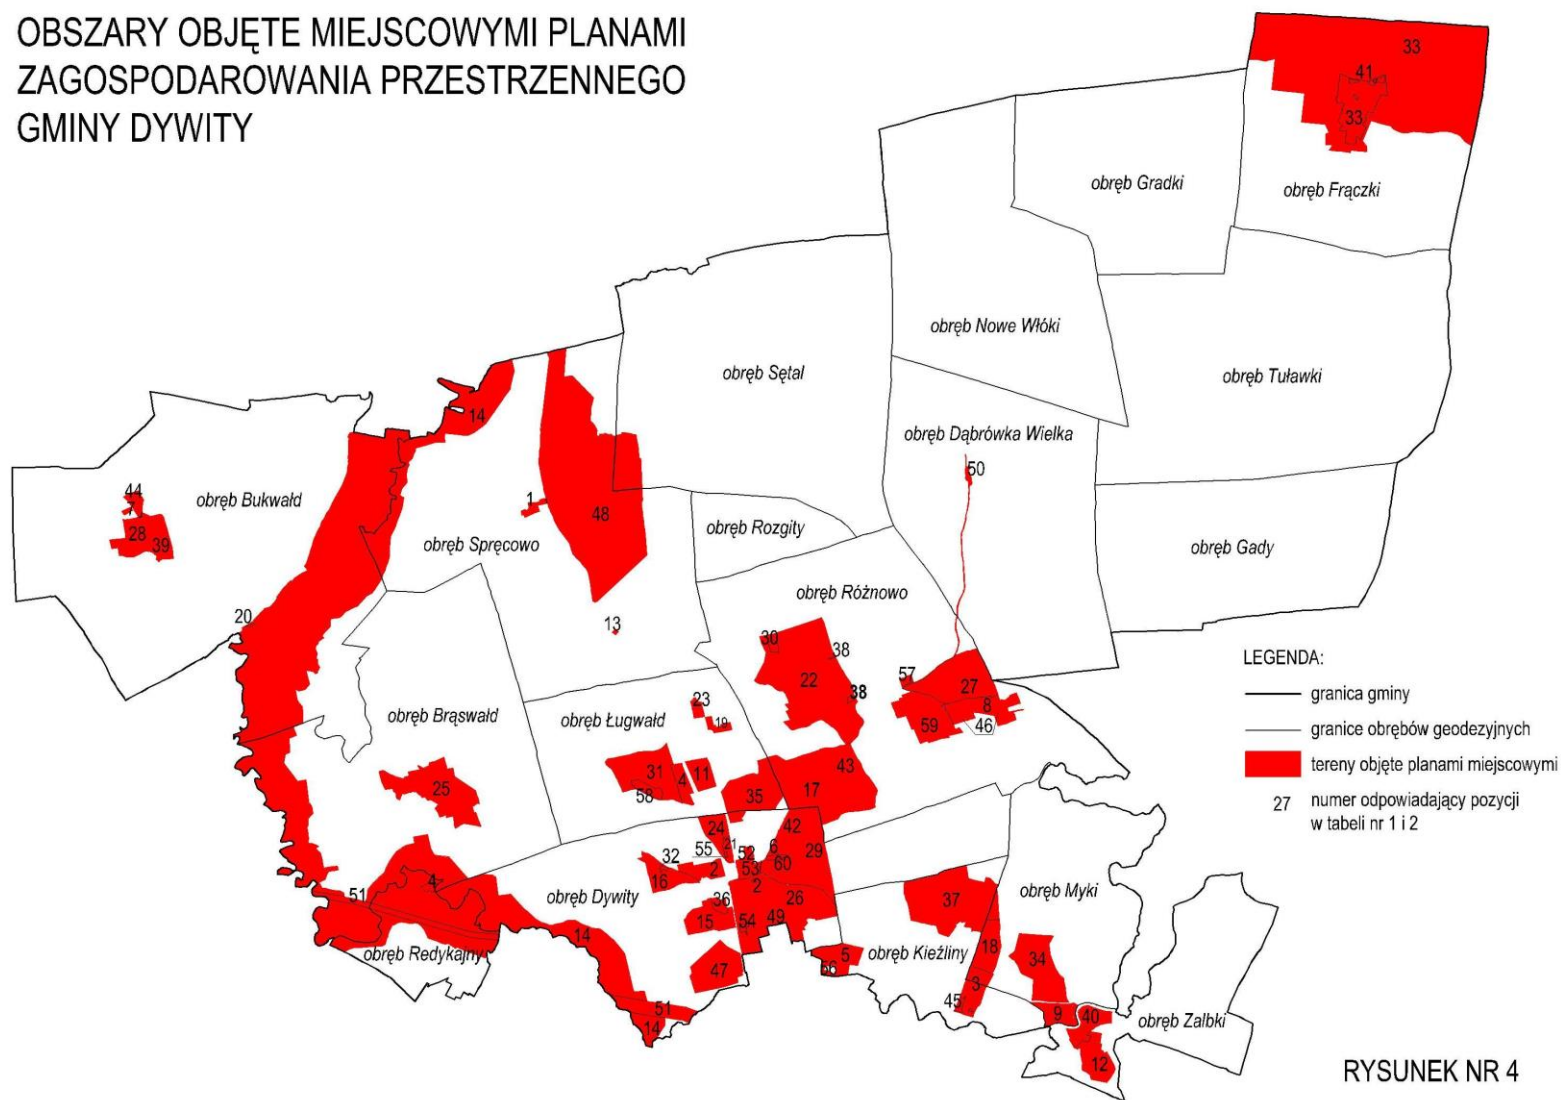 OBSZARY OBJĘTE MIEJSCOWYMI PLANAMI
ZAGOSPODAROWANIA PRZESTRZENNEGO
GMINY DYWITY
33
41
33
obręb Gradki
obręb Frączki
obręb Nowe Włóki
obręb Sętal
obręb Tuławki
14
obręb Dąbrówka Wielka
50
44
7
obręb Bukwałd
1
48
28
39
obręb Spręcowo
obręb Rozgity
obręb Gady
obręb Różnowo
20
13
30
38
22
57
27
38
23
19
8
59
46
obręb Brąswałd
obręb Ługwałd
LEGENDA:
granica gminy
granice obrębów geodezyjnych
tereny objęte planami miejscowymi
27 numer odpowiadający pozycji
w tabeli nr 1 i 2
31
4
11
43
25
58
35
17
24
42
21
55
52
6
29
32
53
60
2
16
4
51
2
obręb Dywity
36
26
37
obręb Myki
15
54
49
14
18
obręb Redykajny
5
obręb Kieźliny
56
34
47
3
45
51
14
9
40
obręb Zalbki
12
RYSUNEK NR 4